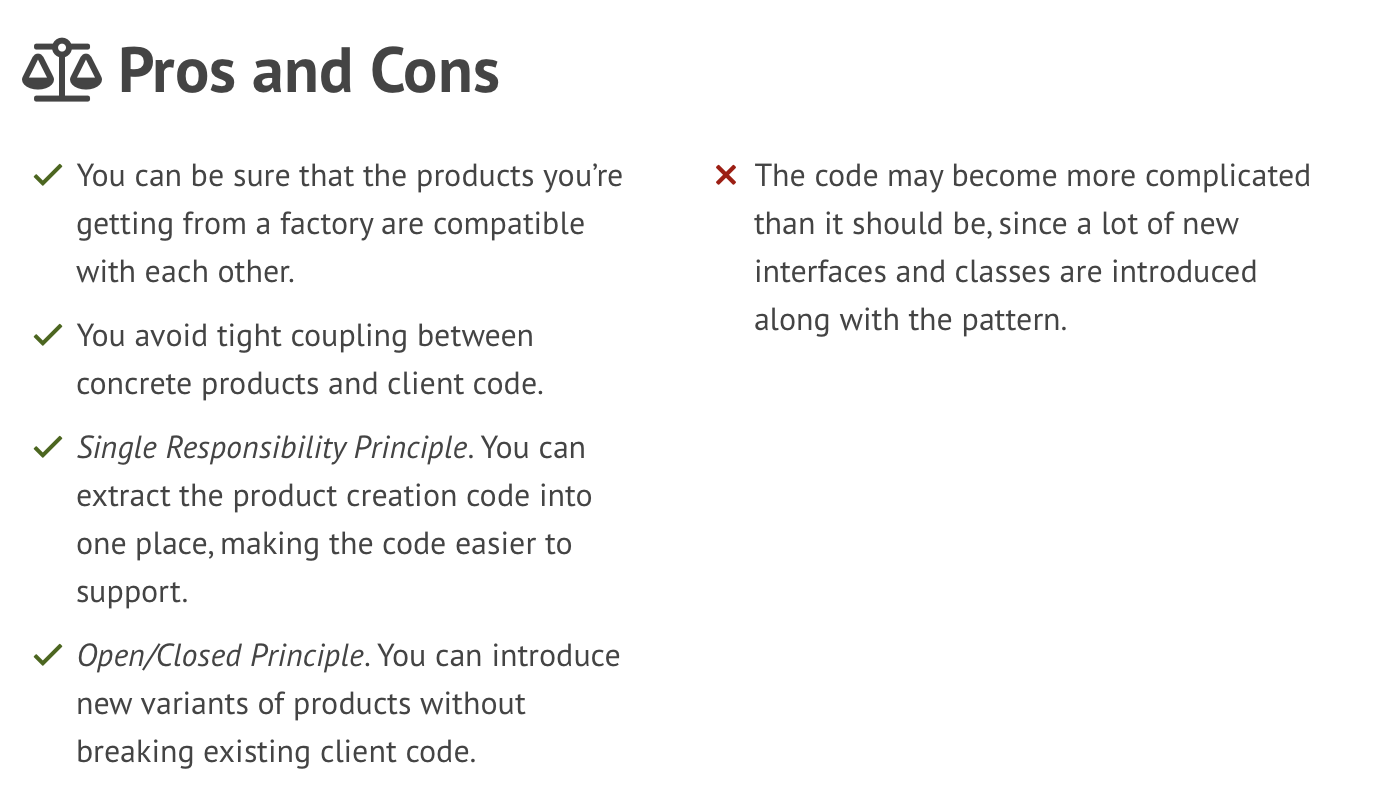 Pros and Cons
You can be sure that the products you’re
getting from a factory are compatible
with each other.
You avoid tight coupling between
concrete products and client code.
Single Responsibility Principle. You can
extract the product creation code into
one place, making the code easier to
support.
Open/Closed Principle. You can introduce
new variants of products without
breaking existing client code.
The code may become more complicated
than it should be, since a lot of new
interfaces and classes are introduced
along with the pattern.